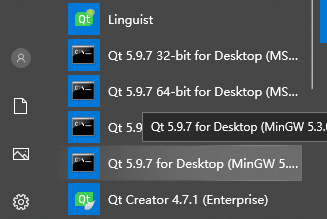 Linguist
Qt 5.9.7 32-bit for Desktop (MS...
Qt 5.9.7 64-bit for Desktop (MS...
Qt 5.9
Qt 5.9.7 for Desktop (MinGW 5.3.
Qt 5.9.7 for Desktop (MinGW 5....
Qt Creator 4.7.1 (Enterprise)